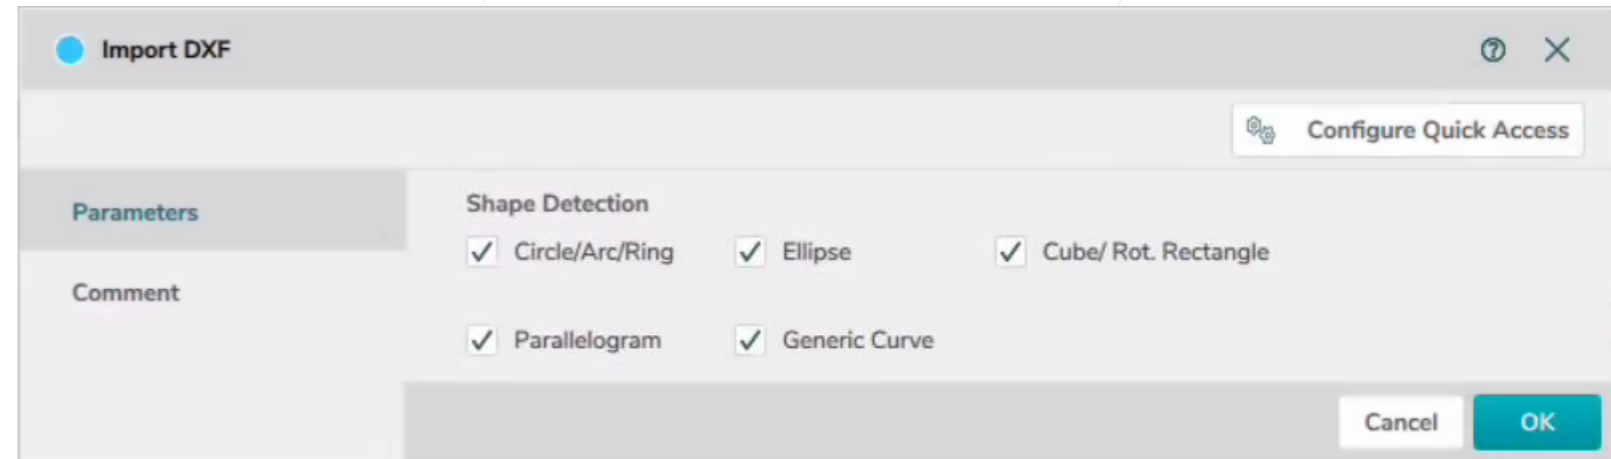 Import DXF
Configure Quick Access
Parameters
Comment
Shape Detection
Circle/Arc/Ring
Ellipse
Cube/ Rot. Rectangle
Parallelogram
Generic Curve
Cancel
OK